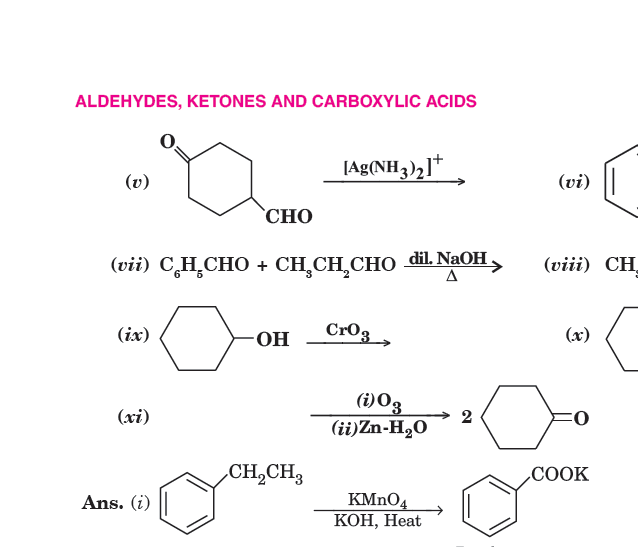 ALDEHYDES, KETONES AND CARBOXYLIC ACIDS
O
(v) [Ag(NH3)2]+ (vi)
CHO
(vii) C6H5CHO + CH3CH2CHO dil. NaOH (viii) CH3
Δ
(ix) OH CrO3 (x)
(xi) (i)O3 2 O
(ii)Zn-H2O
CH2CH3 COOK
Ans. (i) KMnO4
KOH, Heat